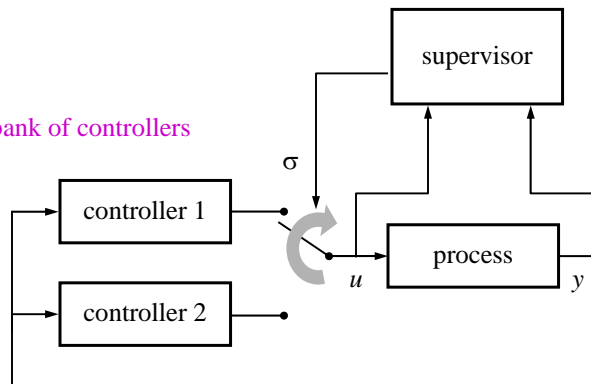 supervisor
bank of controllers
σ
controller 1
process
u
y
controller 2